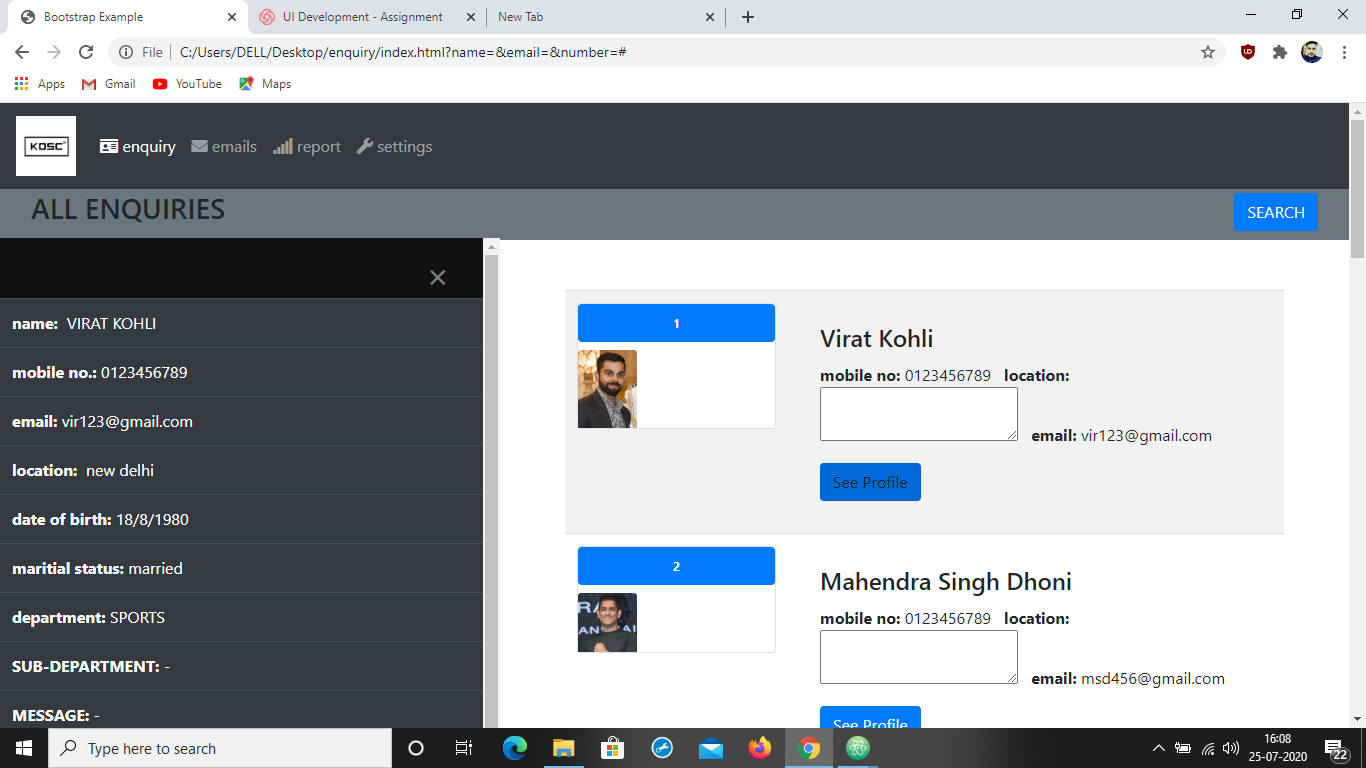 Bootstrap Example
UI Development - Assignment
New Tab
File
C:/Users/DELL/Desktop/enquiry/index.html?name=&email=&number=#
Apps
Gmail
YouTube
Maps
KOSC
enquiry
emails
report
settings
ALL ENQUIRIES
SEARCH
name: VIRAT KOHLI
mobile no.: 0123456789
email: vir123@gmail.com
location: new delhi
date of birth: 18/8/1980
maritial status: married
department: SPORTS
SUB-DEPARTMENT: -
MESSAGE: -
1
Virat Kohli
mobile no: 0123456789 location:
email: vir123@gmail.com
See Profile
2
Mahendra Singh Dhoni
mobile no: 0123456789 location:
email: msd456@gmail.com
See Profile
Type here to search
16:08
25-07-2020
22